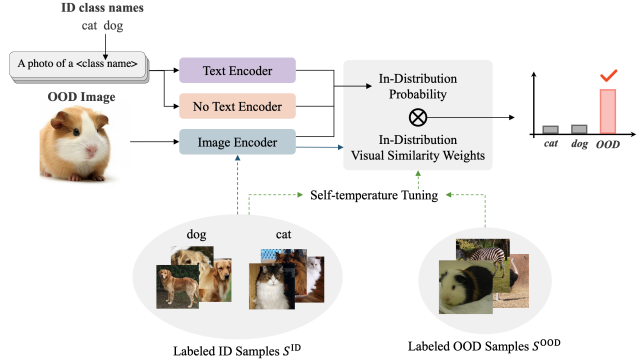 ID class names
cat dog
A photo of a <class name>
OOD Image
Text Encoder
No Text Encoder
Image Encoder
In-Distribution
Probability
In-Distribution
Visual Similarity Weights
cat dog OOD
Self-temperature Tuning
dog cat
Labeled ID Samples S^ID
Labeled OOD Samples S^OOD